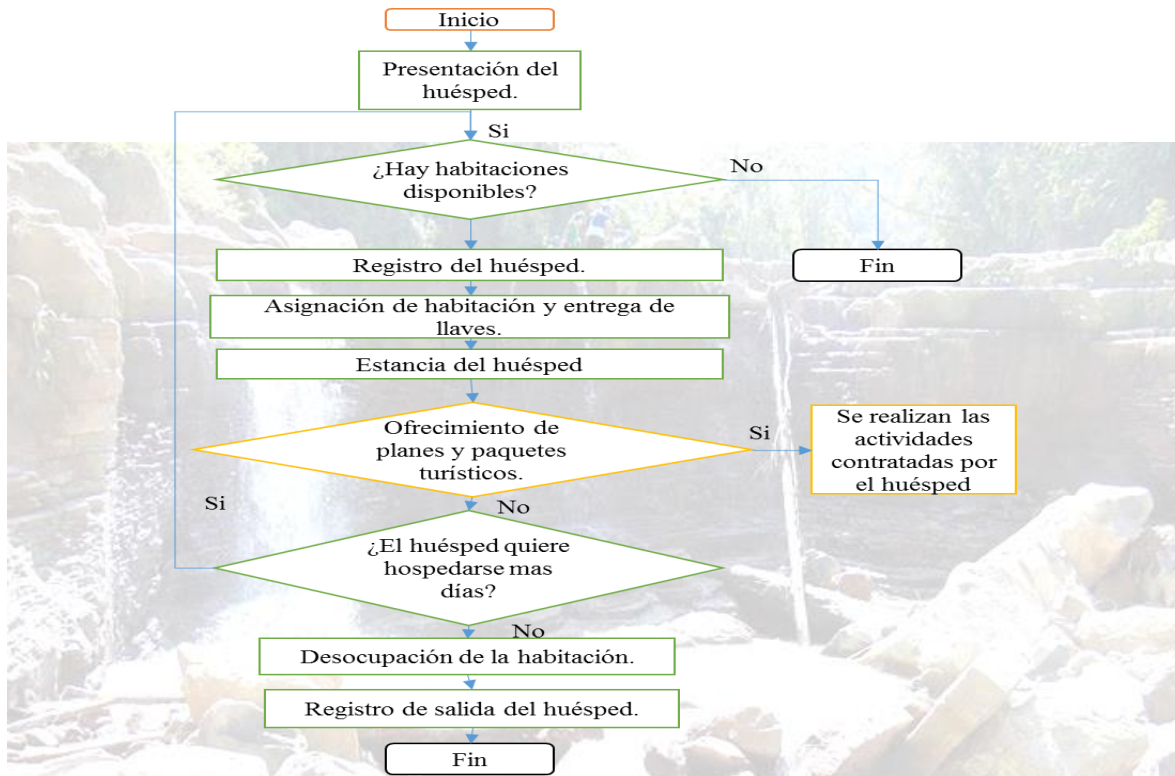 Inicio
Presentación del
huésped.
Si
¿Hay habitaciones
disponibles?
No
Registro del huésped.
Fin
Asignación de habitación y entrega de
llaves.
Estancia del huésped
Ofrecimiento de
planes y paquetes
turísticos.
Si
Se realizan las
actividades
contratadas por
el huésped
Si
No
¿El huésped quiere
hospedarse mas
días?
No
Desocupación de la habitación.
Registro de salida del huésped.
Fin